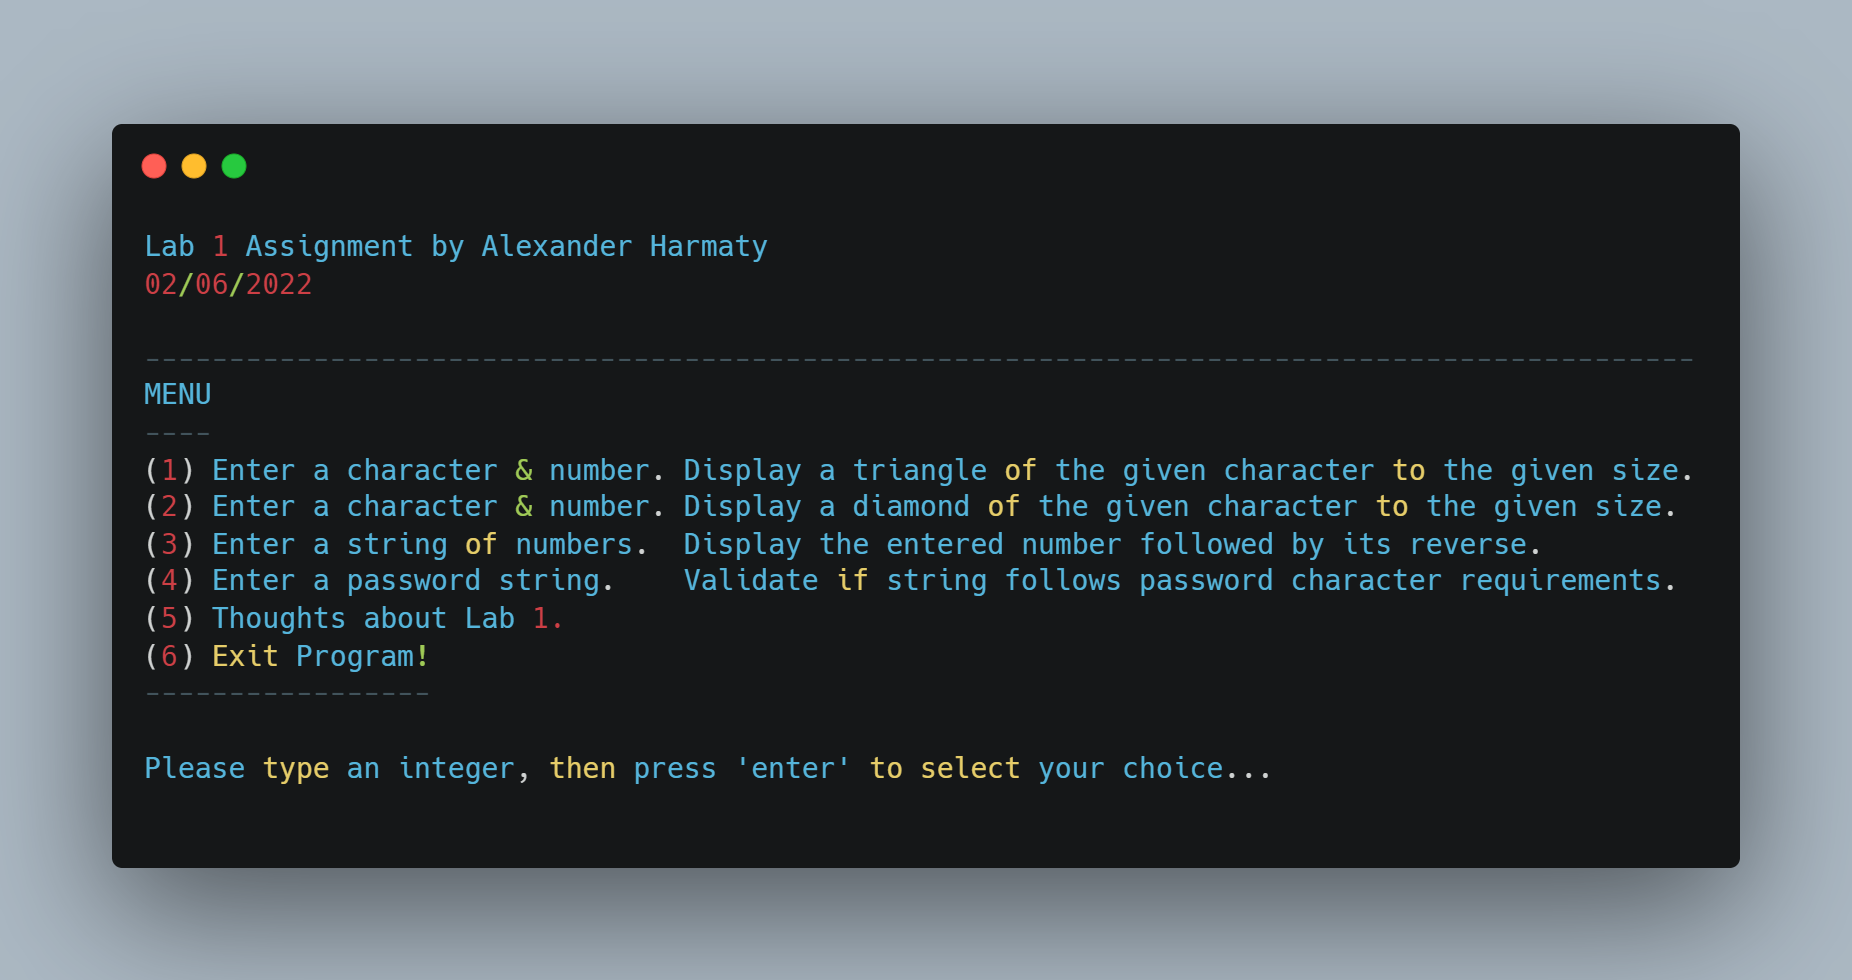 Lab 1 Assignment by Alexander Harmaty
02/06/2022
--------------------------------------------------------------------------------------------
MENU
----
(1) Enter a character & number. Display a triangle of the given character to the given size.
(2) Enter a character & number. Display a diamond of the given character to the given size.
(3) Enter a string of numbers.  Display the entered number followed by its reverse.
(4) Enter a password string.    Validate if string follows password character requirements.
(5) Thoughts about Lab 1.
(6) Exit Program!
-----------------
Please type an integer, then press 'enter' to select your choice...